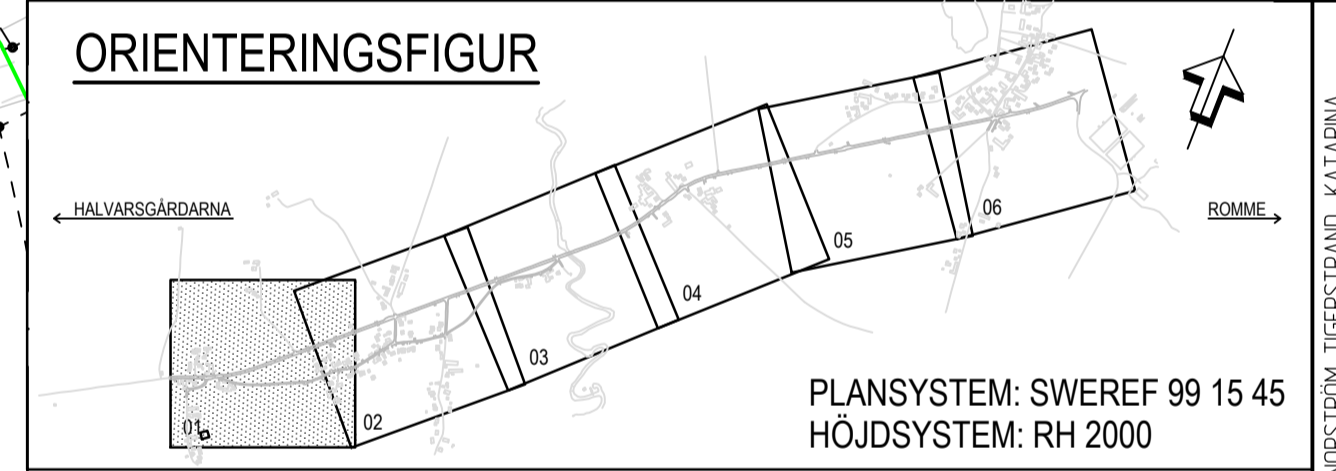 ORIENTERINGSFIGUR
HALVARSGÅRDARNA
ROMME
01
02
03
04
05
06
PLANSYSTEM: SWEREF 99 15 45
HÖJDSYSTEM: RH 2000